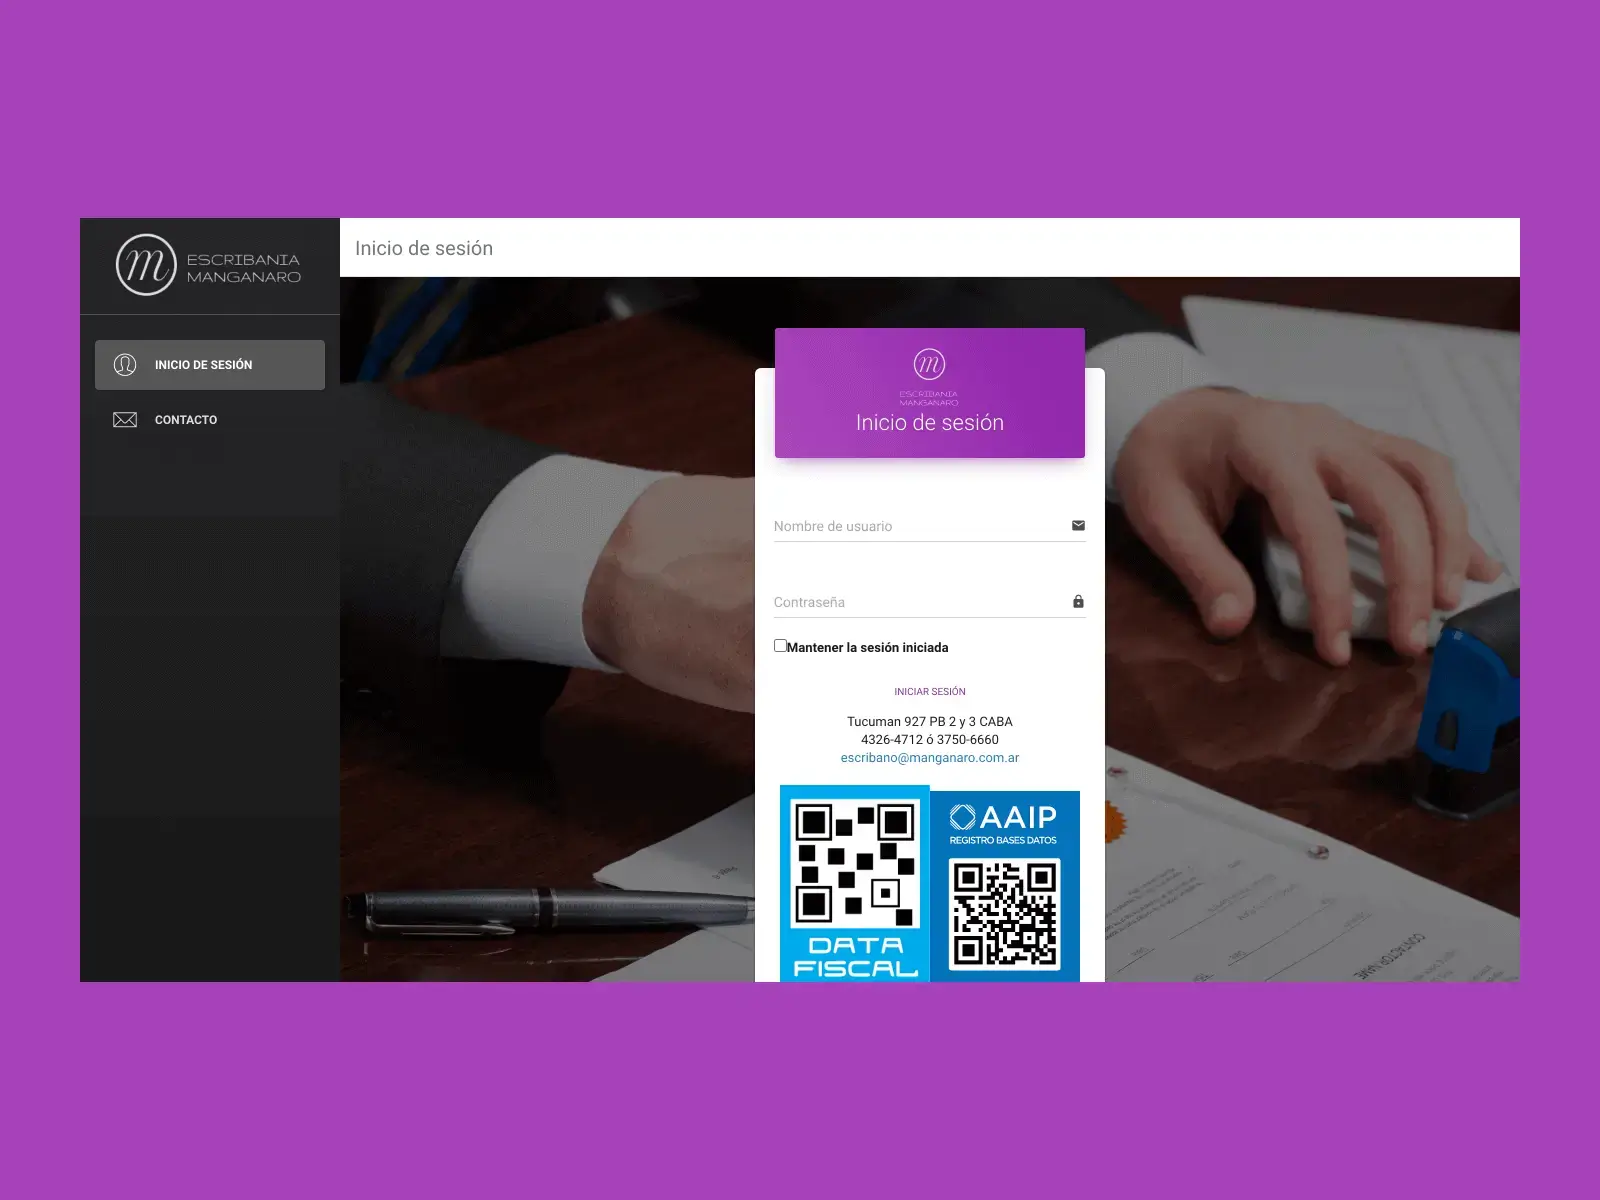 ESCRIBANIA
MANGANARO
INICIO DE SESIÓN
CONTACTO
Inicio de sesión
m
ESCRIBANIA
MANGANARO
Inicio de sesión
Nombre de usuario
Contraseña
Mantener la sesión iniciada
INICIAR SESIÓN
Tucuman 927 PB 2 y 3 CABA
4326-4712 ó 3750-6660
escribano@manganaro.com.ar
DATA
FISCAL
AAIP
REGISTRO BASES DATOS